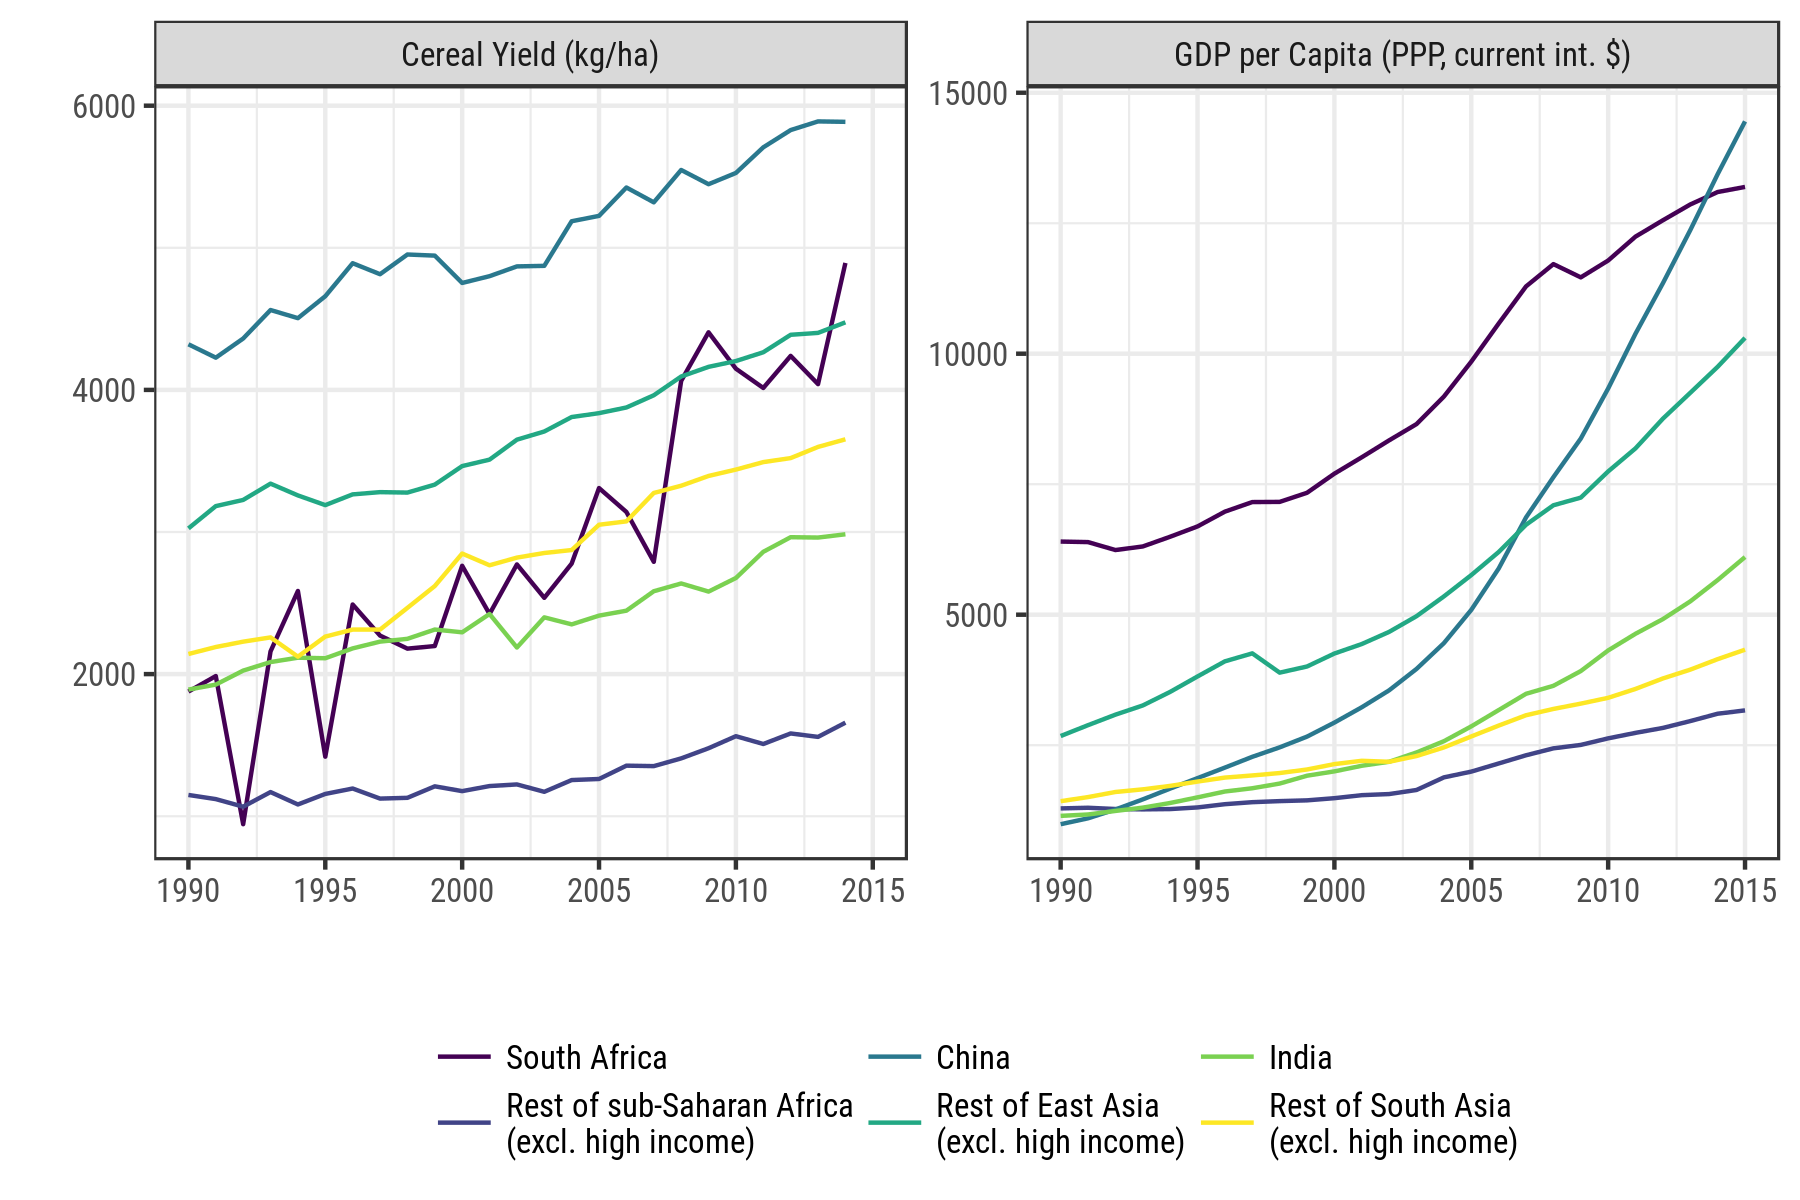 Cereal Yield (kg/ha)
GDP per Capita (PPP, current int. $)
6000
4000
2000
1990 1995 2000 2005 2010 2015
15000
10000
5000
1990 1995 2000 2005 2010 2015
South Africa
China
India
Rest of sub-Saharan Africa
(excl. high income)
Rest of East Asia
(excl. high income)
Rest of South Asia
(excl. high income)